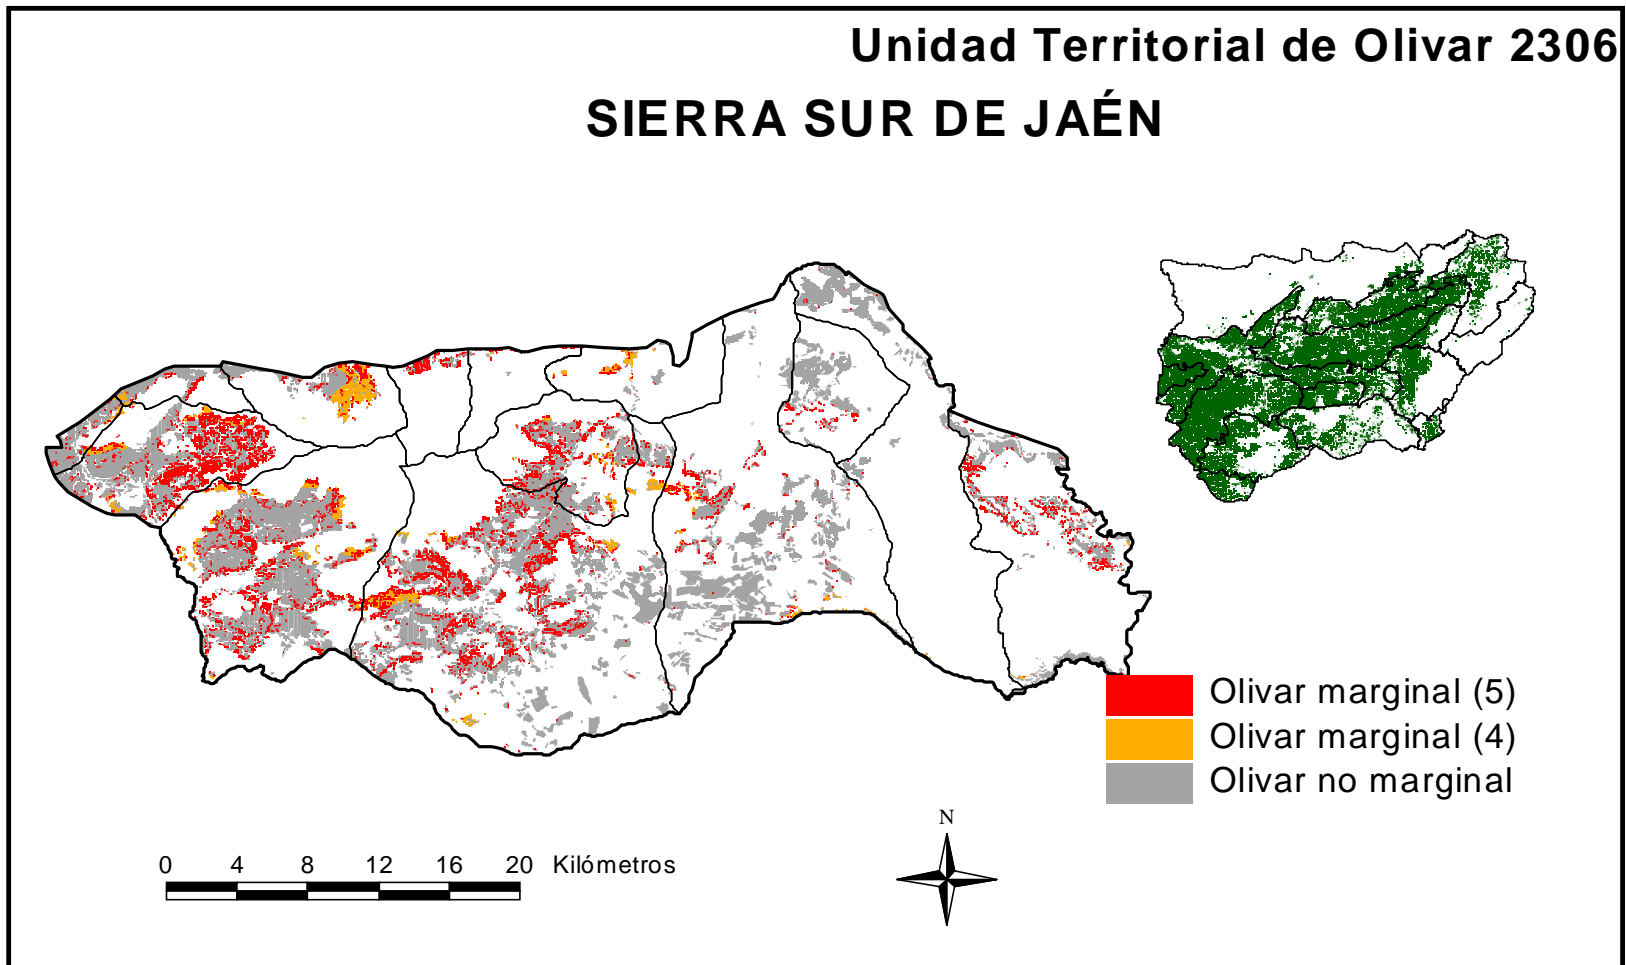 Unidad Territorial de Olivar 2306
SIERRA SUR DE JAÉN
Olivar marginal (5)
Olivar marginal (4)
Olivar no marginal
N
0 4 8 12 16 20 Kilómetros